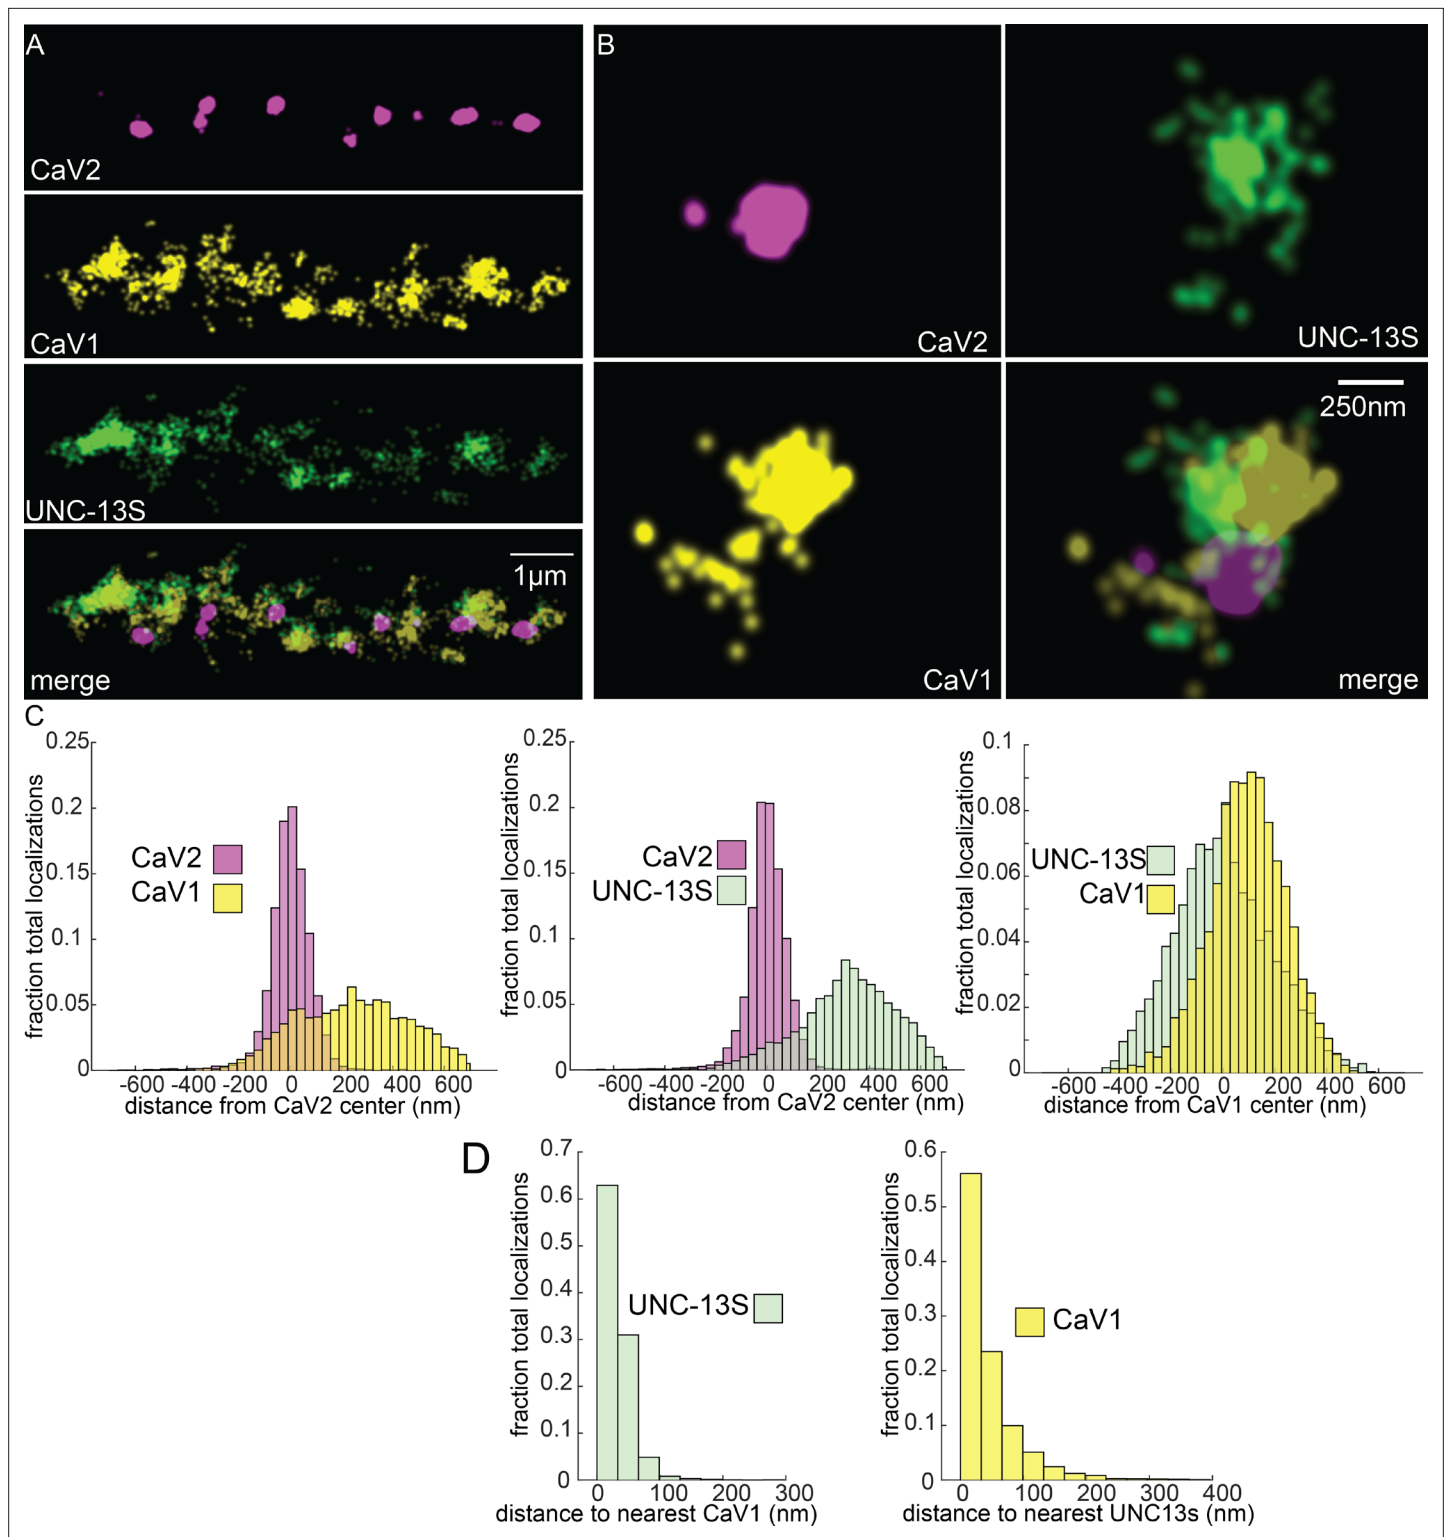 A
CaV2
CaV1
UNC-13S
1µm
merge
B
CaV2
UNC-13S
CaV1
250nm
merge
C
fraction total localizations
0.25
0.2
0.15
0.1
0.05
0
CaV2
CaV1
-600 -400 -200 0 200 400 600
distance from CaV2 center (nm)
fraction total localizations
0.25
0.2
0.15
0.1
0.05
0
CaV2
UNC-13S
-600 -400 -200 0 200 400 600
distance from CaV2 center (nm)
fraction total localizations
0.1
0.08
0.06
0.04
0.02
0
UNC-13S
CaV1
-600 -400 -200 0 200 400 600
distance from CaV1 center (nm)
D
fraction total localizations
0.7
0.6
0.5
0.4
0.3
0.2
0.1
0
UNC-13S
0 100 200 300
distance to nearest CaV1 (nm)
fraction total localizations
0.6
0.5
0.4
0.3
0.2
0.1
0
CaV1
0 100 200 300 400
distance to nearest UNC13s (nm)